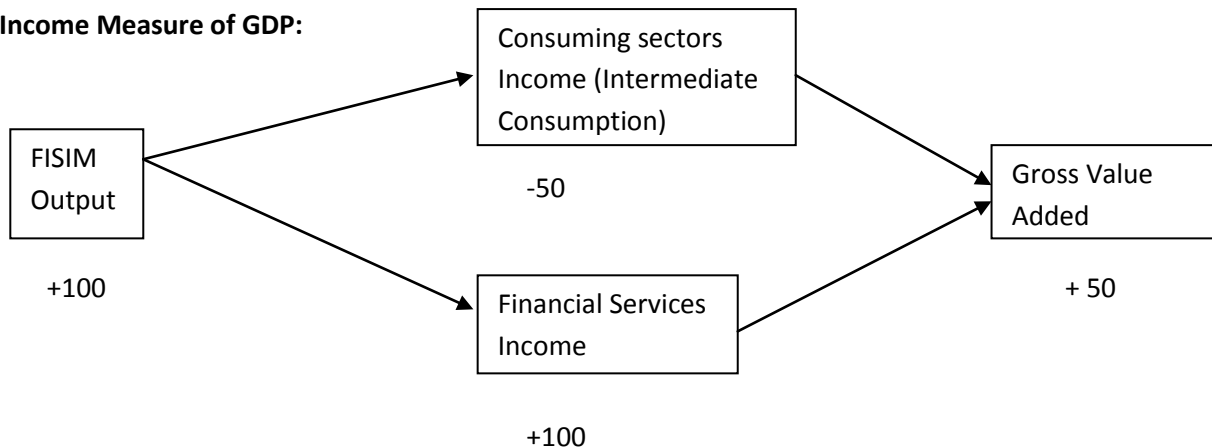 Income Measure of GDP:
Consuming sectors
Income (Intermediate
Consumption)
-50
FISIM
Output
+100
Financial Services
Income
+100
Gross Value
Added
+ 50